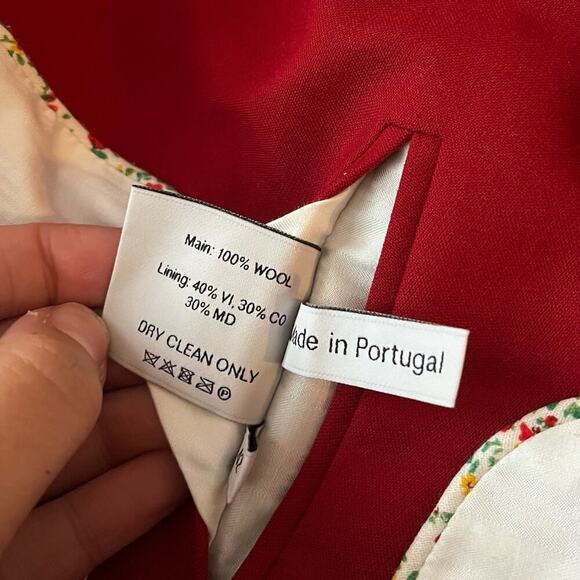 Main: 100% WOOL
Lining: 40% VI, 30% CO
30% MD
DRY CLEAN ONLY
P
ade in Portugal